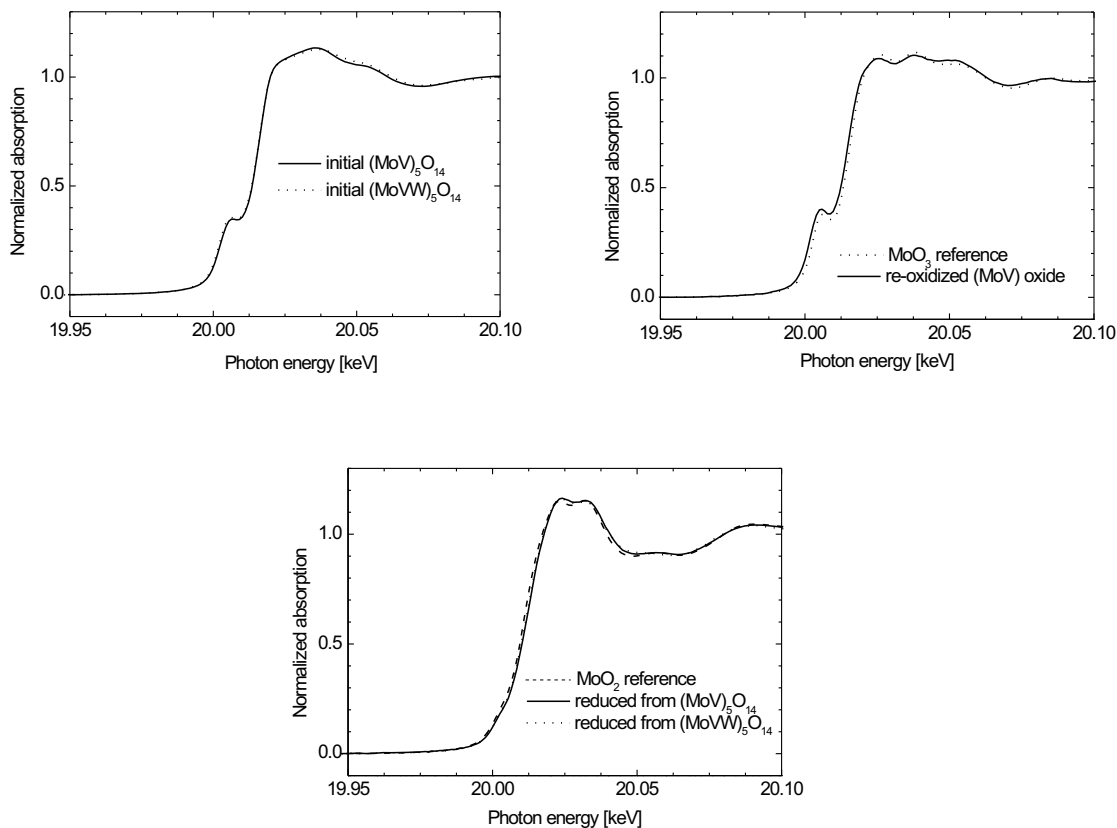 Normalized absorption
1.0
0.5
0.0
initial (MoV)₅O₁₄
initial (MoVW)₅O₁₄
19.95 20.00 20.05 20.10
Photon energy [keV]
Normalized absorption
1.0
0.5
0.0
MoO₃ reference
re-oxidized (MoV) oxide
19.95 20.00 20.05 20.10
Photon energy [keV]
Normalized absorption
1.0
0.5
0.0
MoO₂ reference
reduced from (MoV)₅O₁₄
reduced from (MoVW)₅O₁₄
19.95 20.00 20.05 20.10
Photon energy [keV]